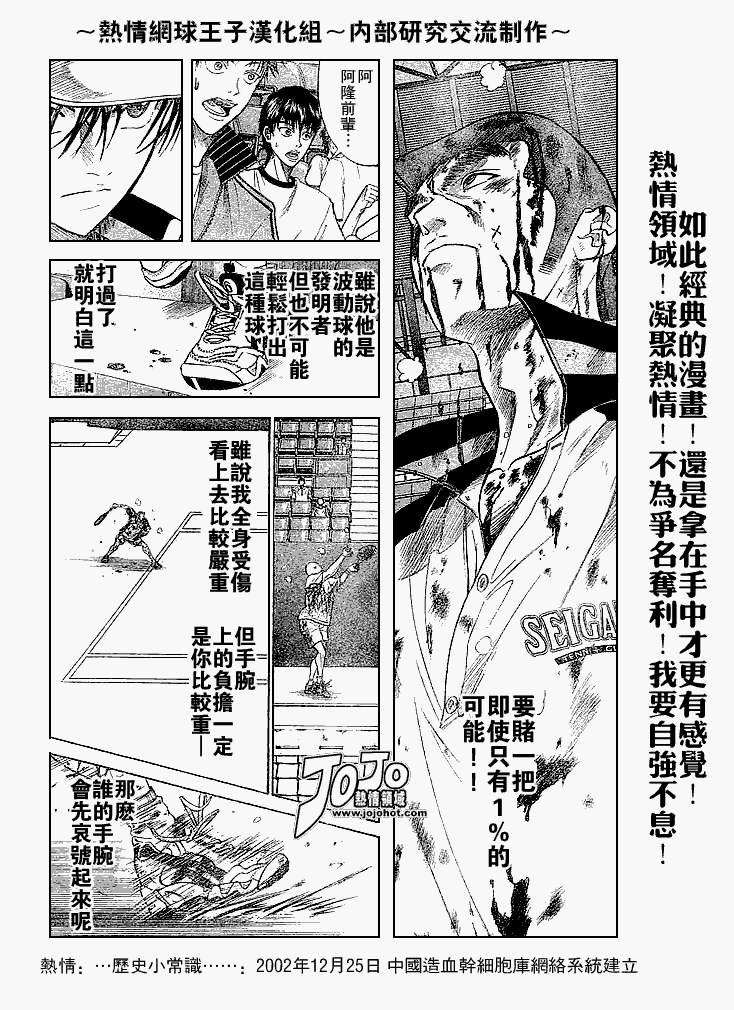 ～熱情網球王子漢化組～内部研究交流制作～
如此經典的漫畫！還是拿在手中才更有感覺！
熱情領域！凝聚熱情！不為爭名奪利！我要自強不息！
要賭一把
即使只有1%的
可能！！
SEIGA
TENNIS C
阿
阿隆前輩…
雖說他是
波動球的
發明者
但也不可能
輕鬆打出
這種球
打過了
就明白這一點
雖說我全身受傷
看上去比較嚴重
但手腕
上的負擔一定
是你比較重—
那麽
誰的手腕
會先哀號起來呢
JOJO
熱情領域
www.jojohot.com
熱情：…歷史小常識……：2002年12月25日 中國造血幹細胞庫網絡系統建立